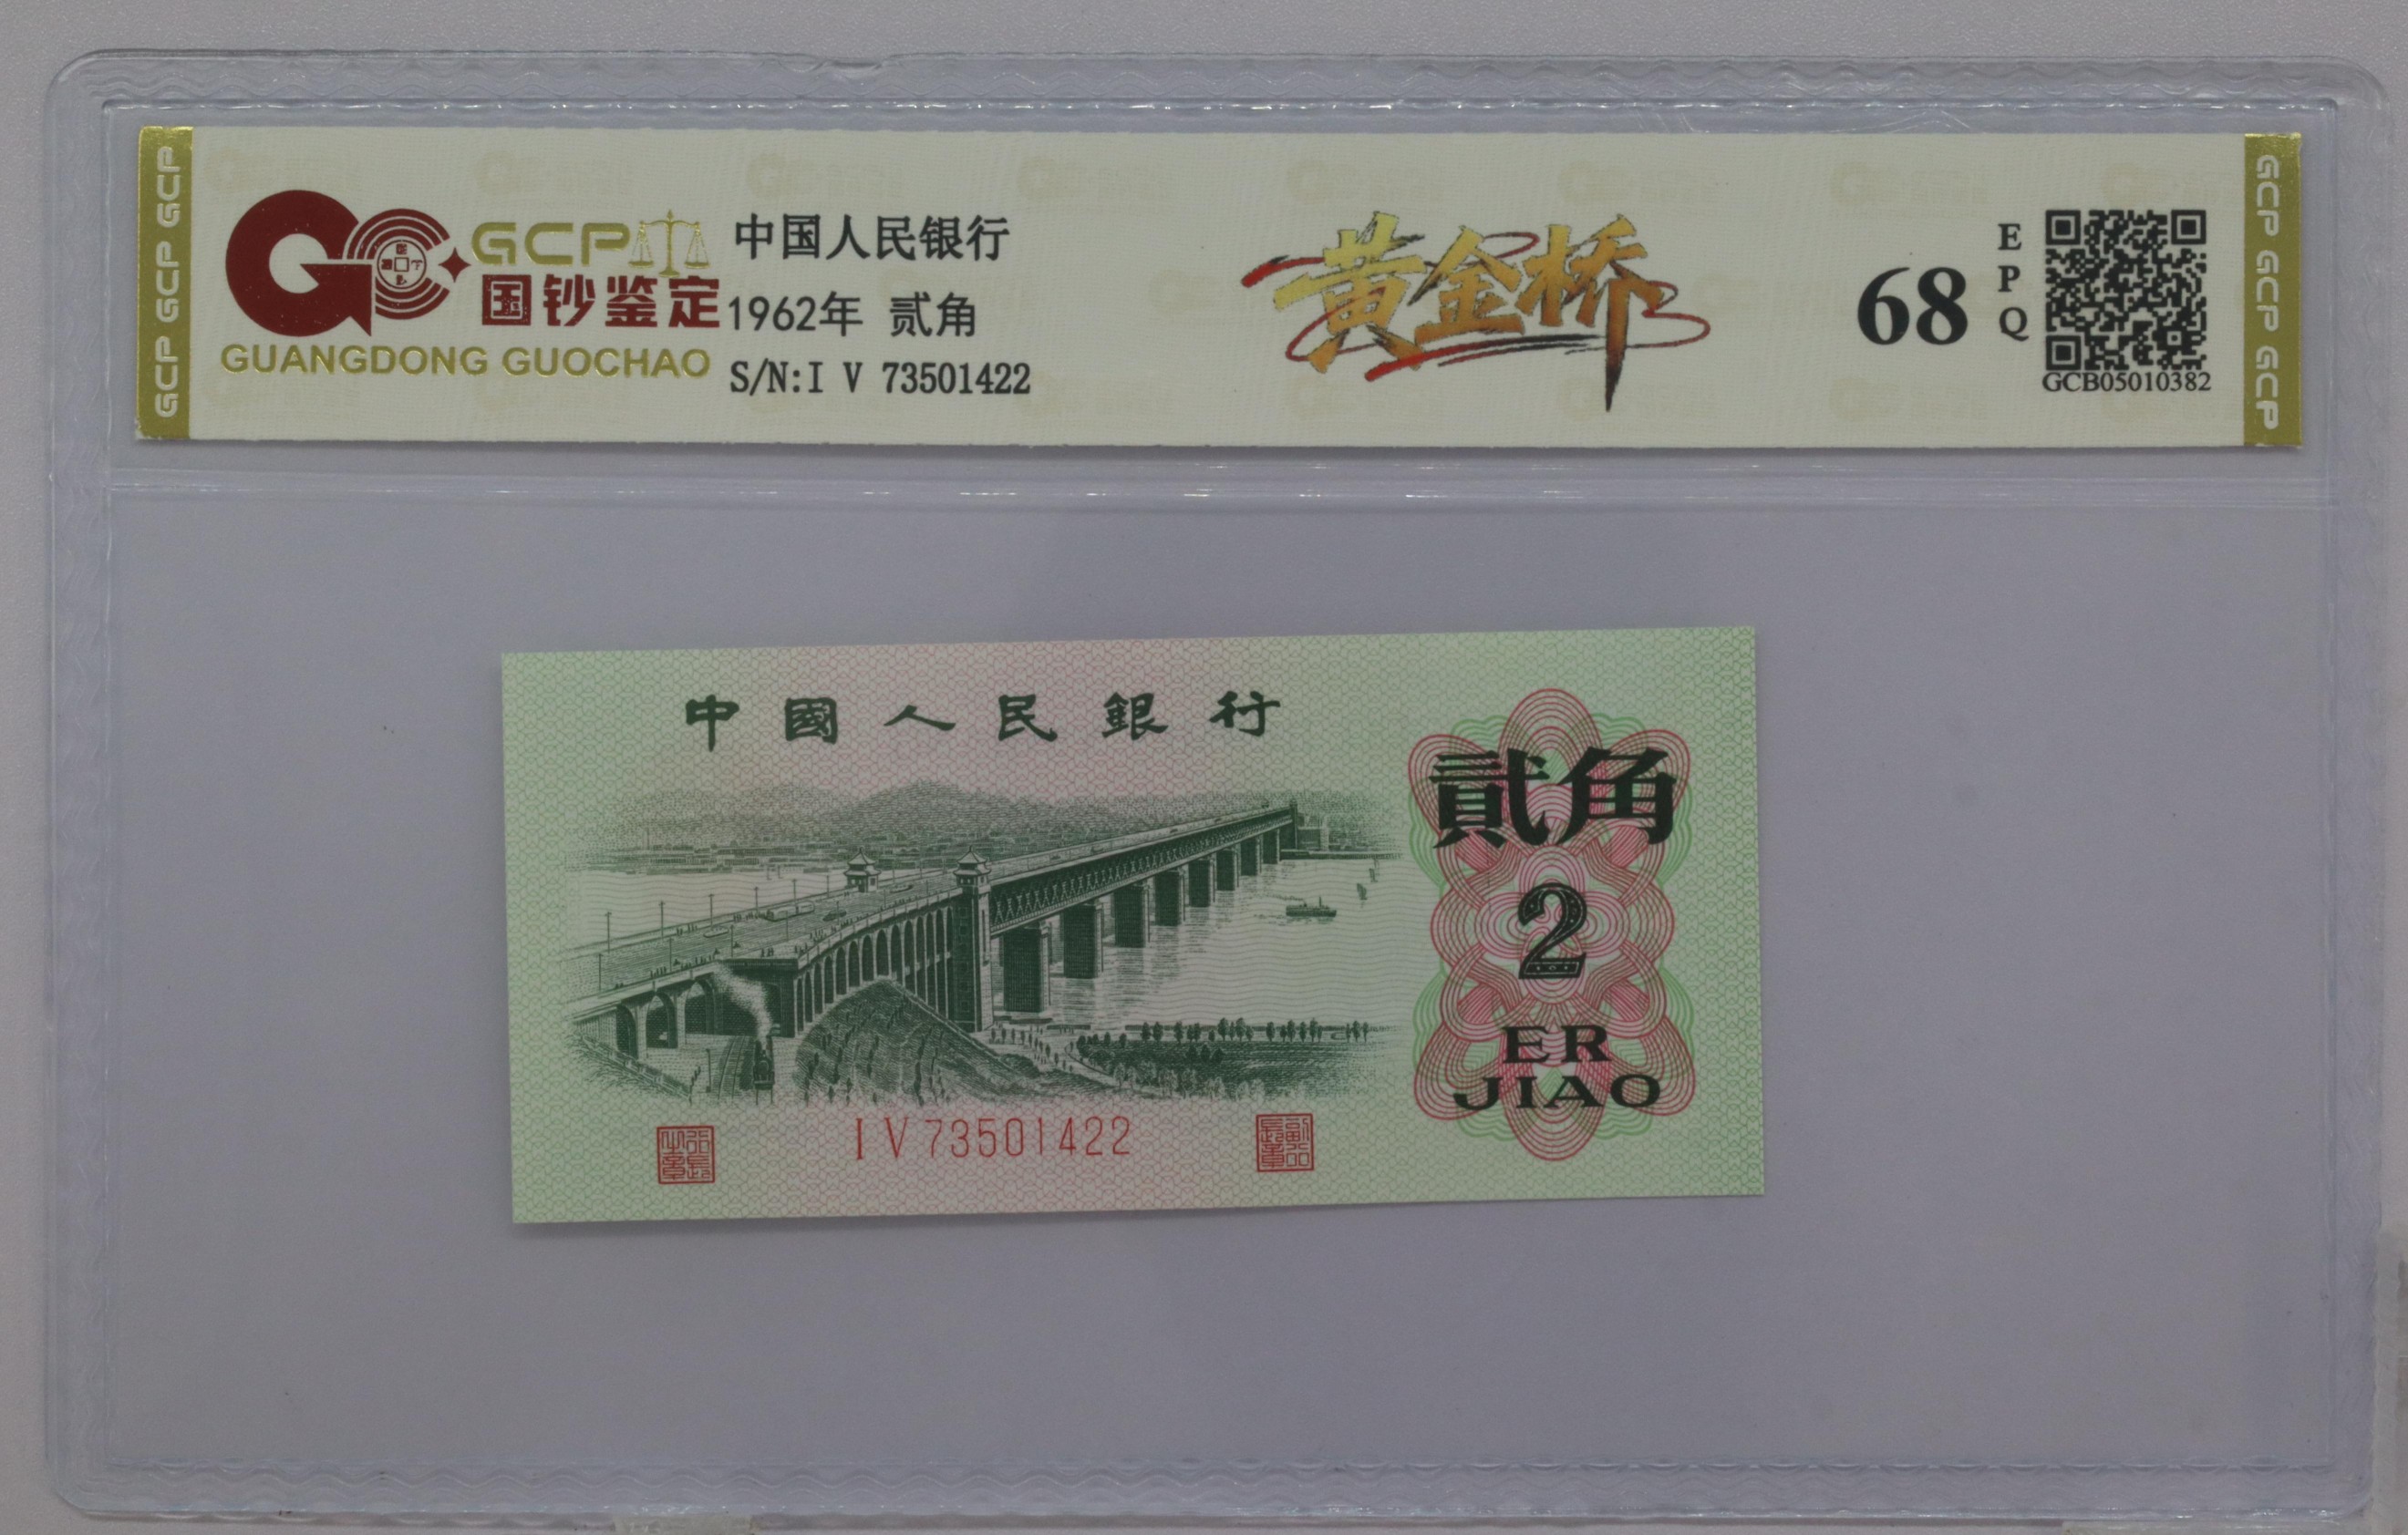 GCP GCP GCP
GCP
国钞鉴定
GUANGDONG GUOCHAO
中国人民银行
1962年 贰角
S/N:I V 73501422
黄金桥
68
EPQ
GCB05010382
GCP GCP GCP
中國人民銀行
貳角
2
ER
JIAO
I V 73501422